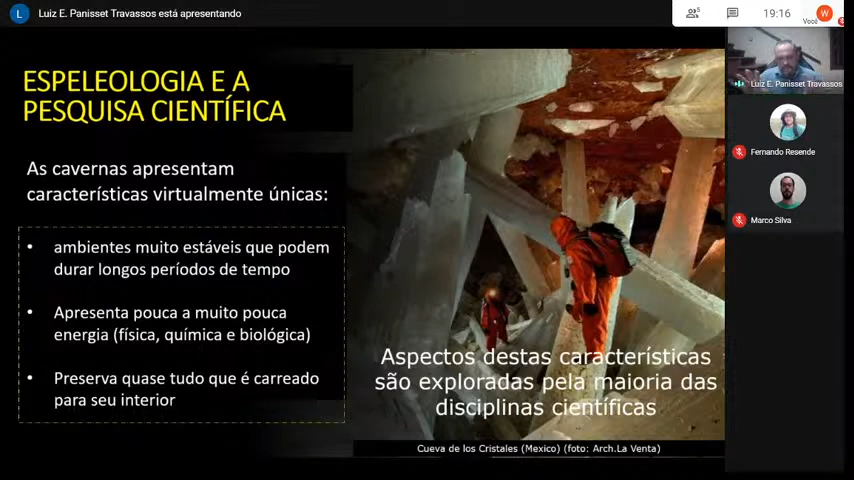 L
Luiz E. Panisset Travassos está apresentando
5
19:16
Você
W
ESPELEOLOGIA E A
PESQUISA CIENTÍFICA
As cavernas apresentam
características virtualmente únicas:
• ambientes muito estáveis que podem
durar longos períodos de tempo
• Apresenta pouca a muito pouca
energia (física, química e biológica)
• Preserva quase tudo que é carreado
para seu interior
Aspectos destas características
são exploradas pela maioria das
disciplinas científicas
Cueva de los Cristales (Mexico) (foto: Arch.La Venta)
Luiz E. Panisset Travassos
Fernando Resende
Marco Silva